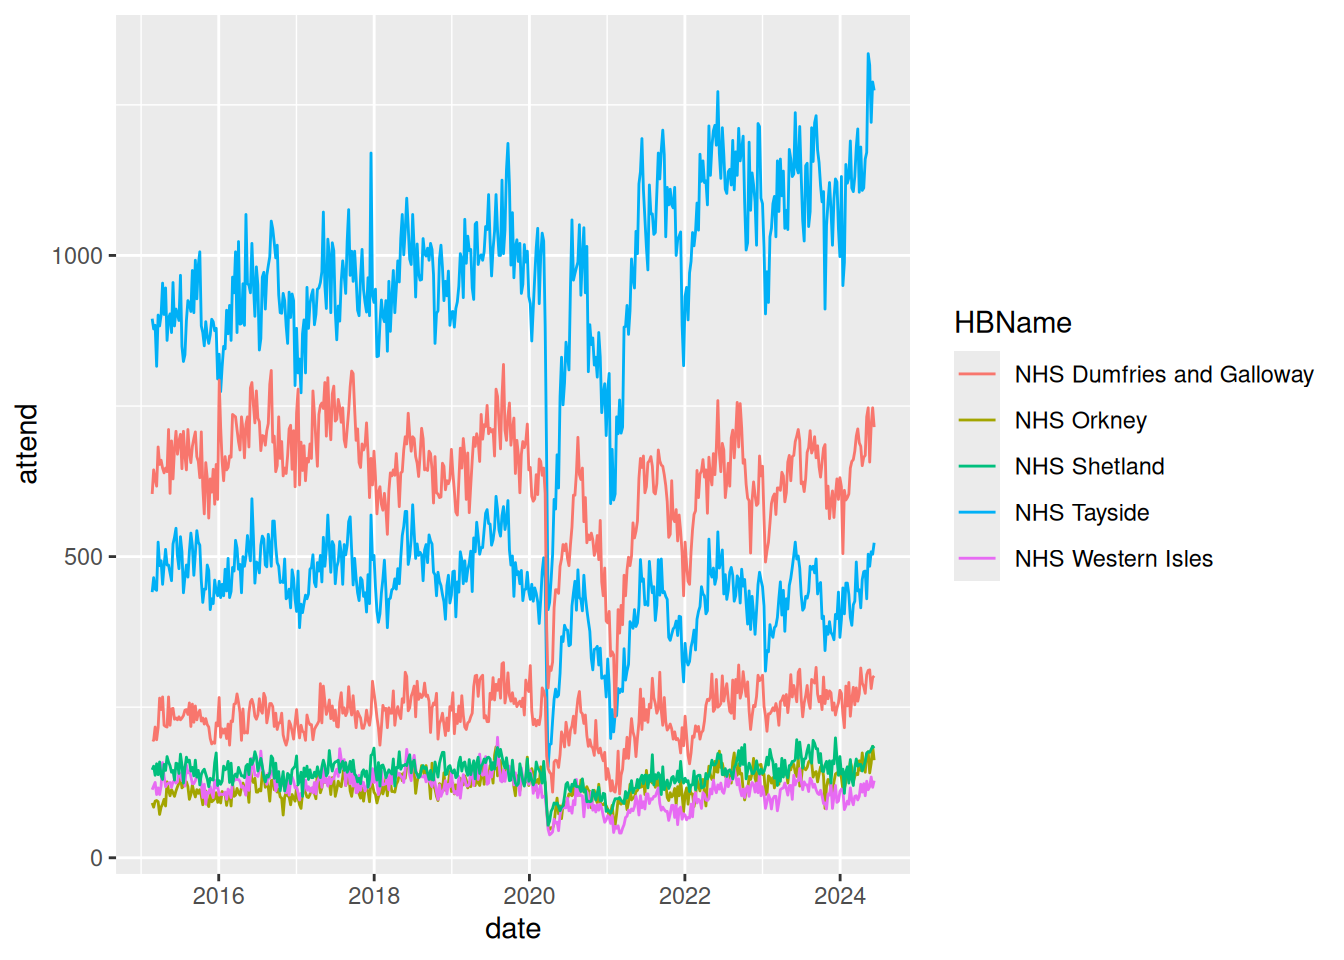 1000
500
0
attend
2016 2018 2020 2022 2024
date
HBName
NHS Dumfries and Galloway
NHS Orkney
NHS Shetland
NHS Tayside
NHS Western Isles